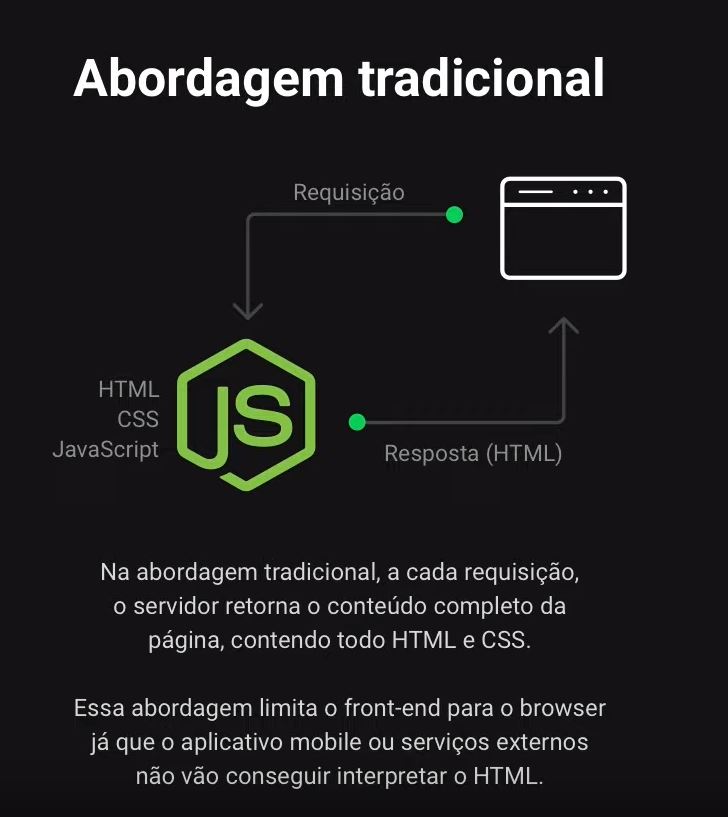 Abordagem tradicional
Requisição
HTML
CSS
JavaScript
JS
Resposta (HTML)
Na abordagem tradicional, a cada requisição,
o servidor retorna o conteúdo completo da
página, contendo todo HTML e CSS.
Essa abordagem limita o front-end para o browser
já que o aplicativo mobile ou serviços externos
não vão conseguir interpretar o HTML.